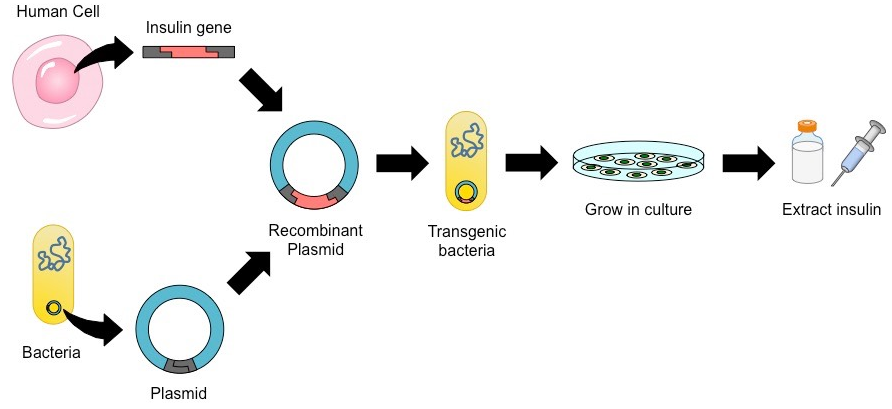 Human Cell
Insulin gene
Recombinant
Plasmid
Transgenic
bacteria
Grow in culture
Extract insulin
Bacteria
Plasmid